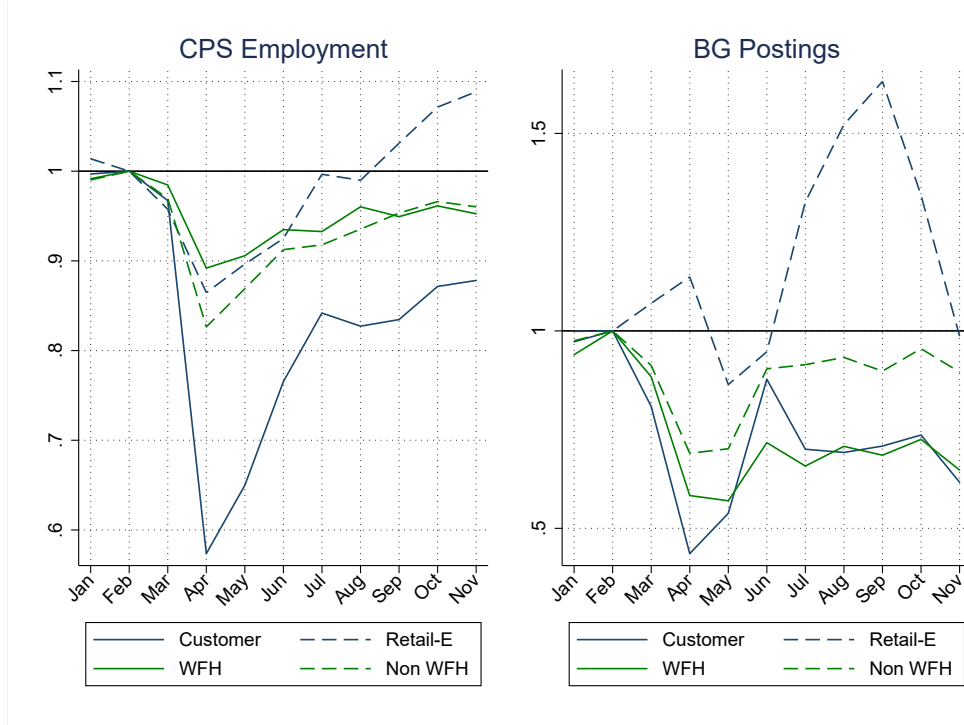 CPS Employment
1.1
1
.9
.8
.7
.6
Jan Feb Mar Apr May Jun Jul Aug Sep Oct Nov
Customer Retail-E
WFH Non WFH
BG Postings
1.5
1
.5
Jan Feb Mar Apr May Jun Jul Aug Sep Oct Nov
Customer Retail-E
WFH Non WFH